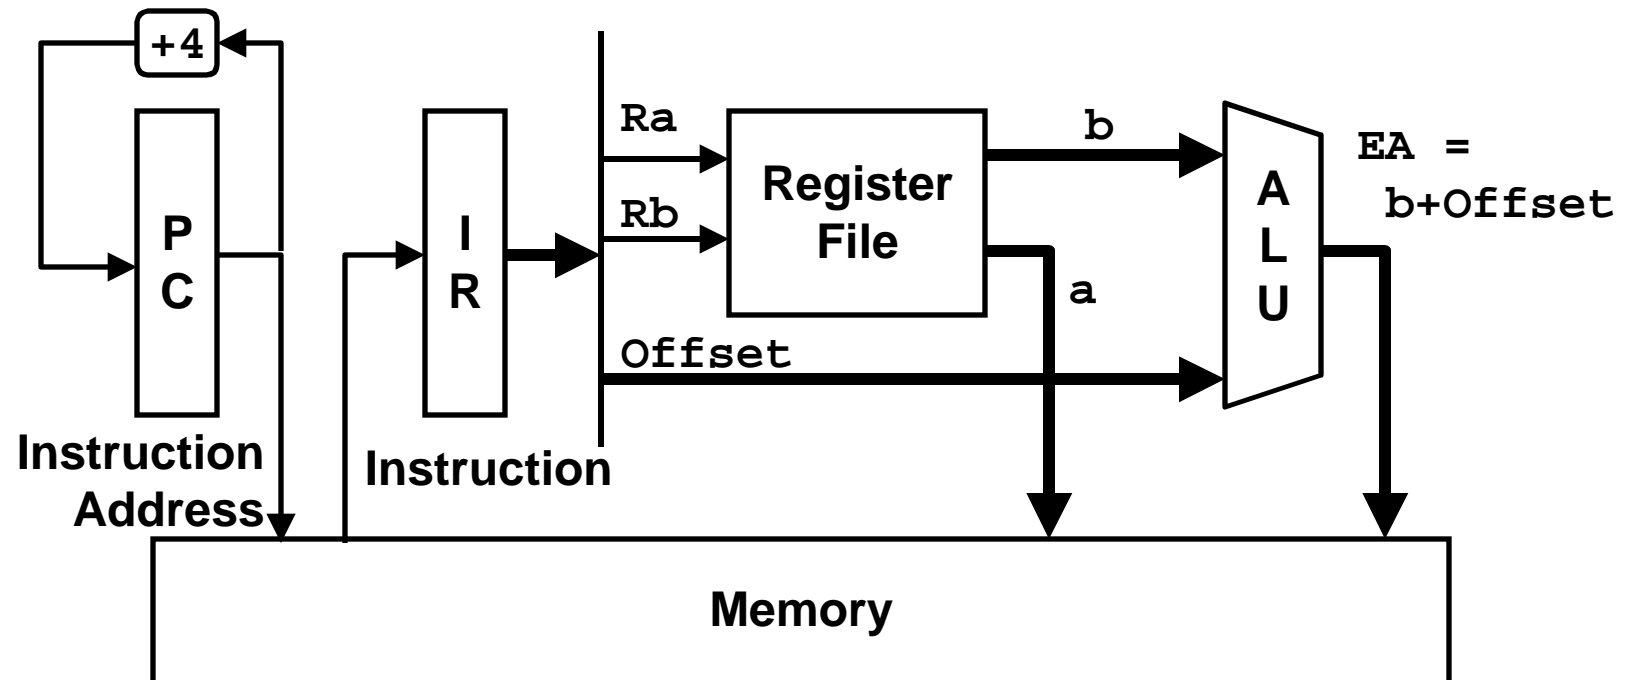 +4
P
C
Instruction
Address
I
R
Instruction
Ra
Rb
Offset
Register
File
b
a
A
L
U
EA =
b+Offset
Memory